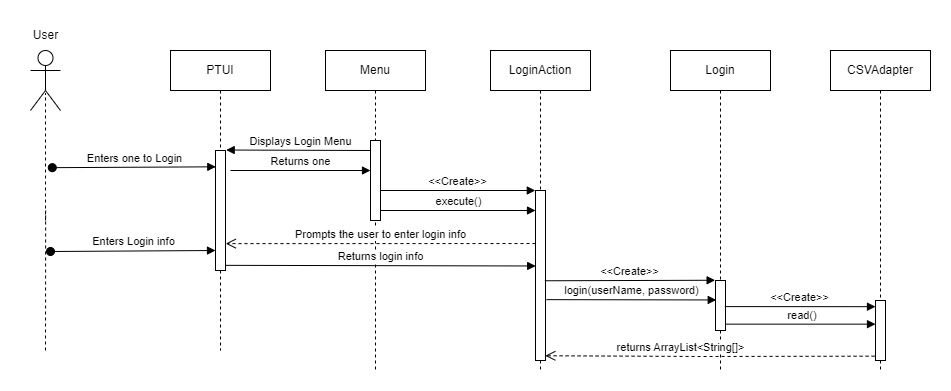 User
PTUI
Menu
LoginAction
Login
CSVAdapter
Displays Login Menu
Enters one to Login
Returns one
<<Create>>
execute()
Prompts the user to enter login info
Enters Login info
Returns login info
<<Create>>
login(userName, password)
<<Create>>
read()
returns ArrayList<String[]>